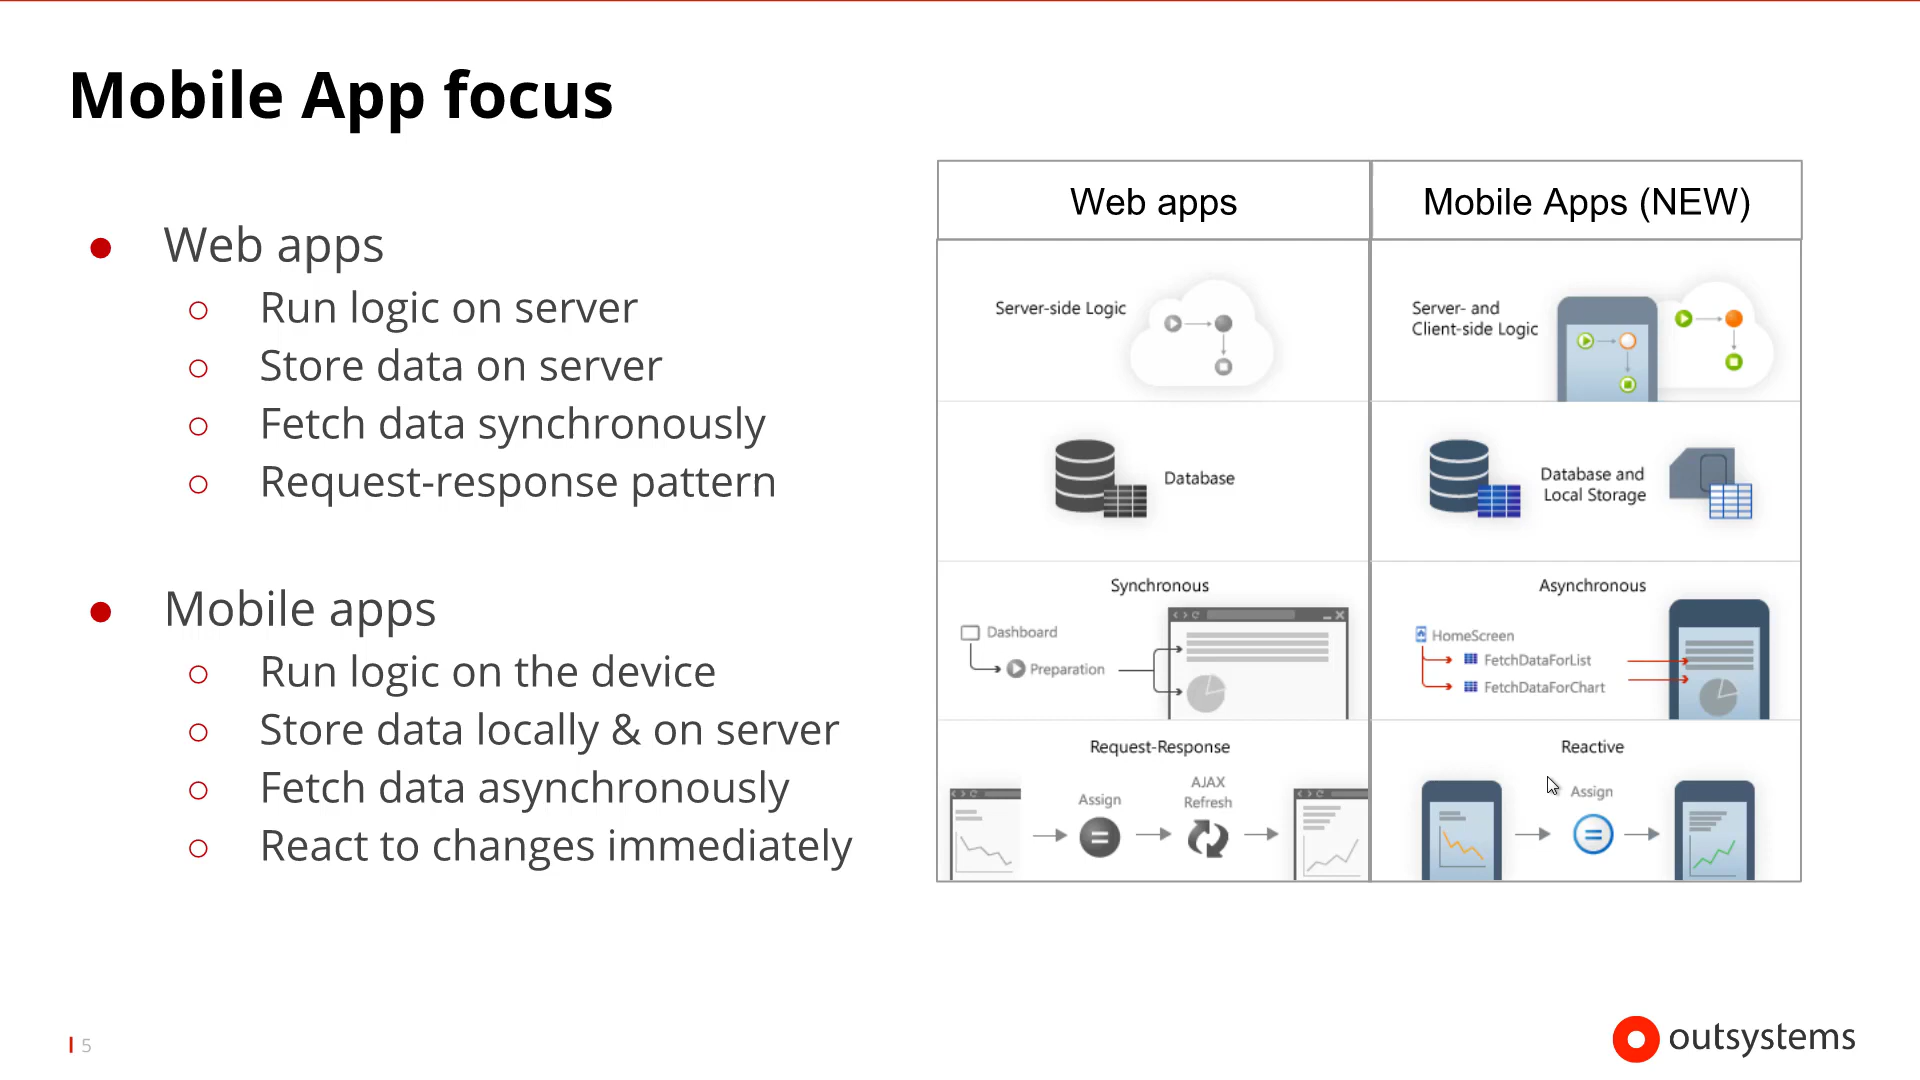 Mobile App focus
● Web apps
○ Run logic on server
○ Store data on server
○ Fetch data synchronously
○ Request-response pattern
● Mobile apps
○ Run logic on the device
○ Store data locally & on server
○ Fetch data asynchronously
○ React to changes immediately
Web apps
Mobile Apps (NEW)
Server-side Logic
Server- and
Client-side Logic
Database
Database and
Local Storage
Synchronous
Dashboard
Preparation
Asynchronous
HomeScreen
FetchDataForList
FetchDataForChart
Request-Response
Assign
AJAX
Refresh
Reactive
Assign
5
outsystems